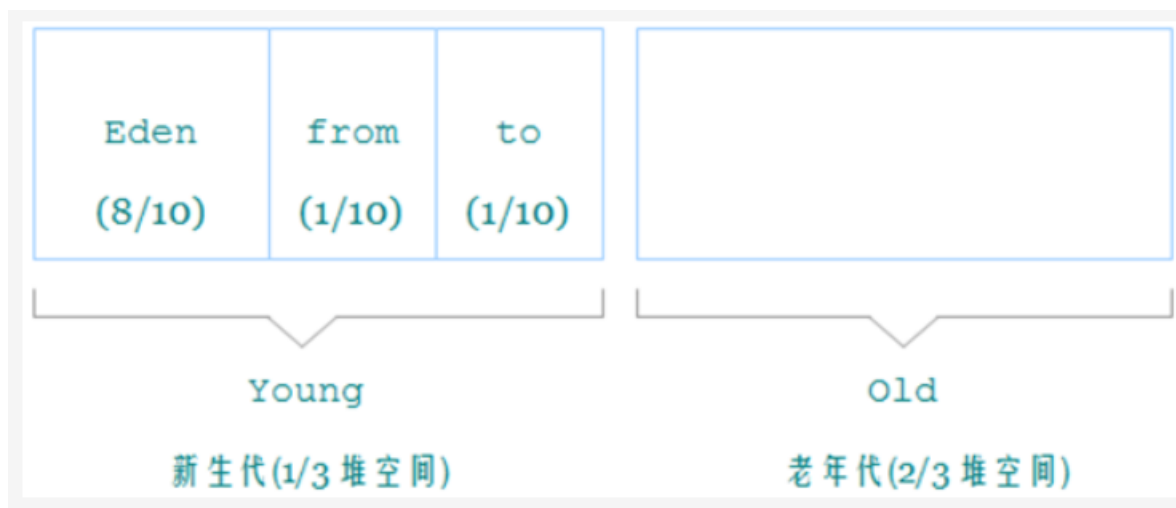 Eden from to
(8/10) (1/10) (1/10)
Young Old
新生代(1/3 堆空间) 老年代(2/3 堆空间)